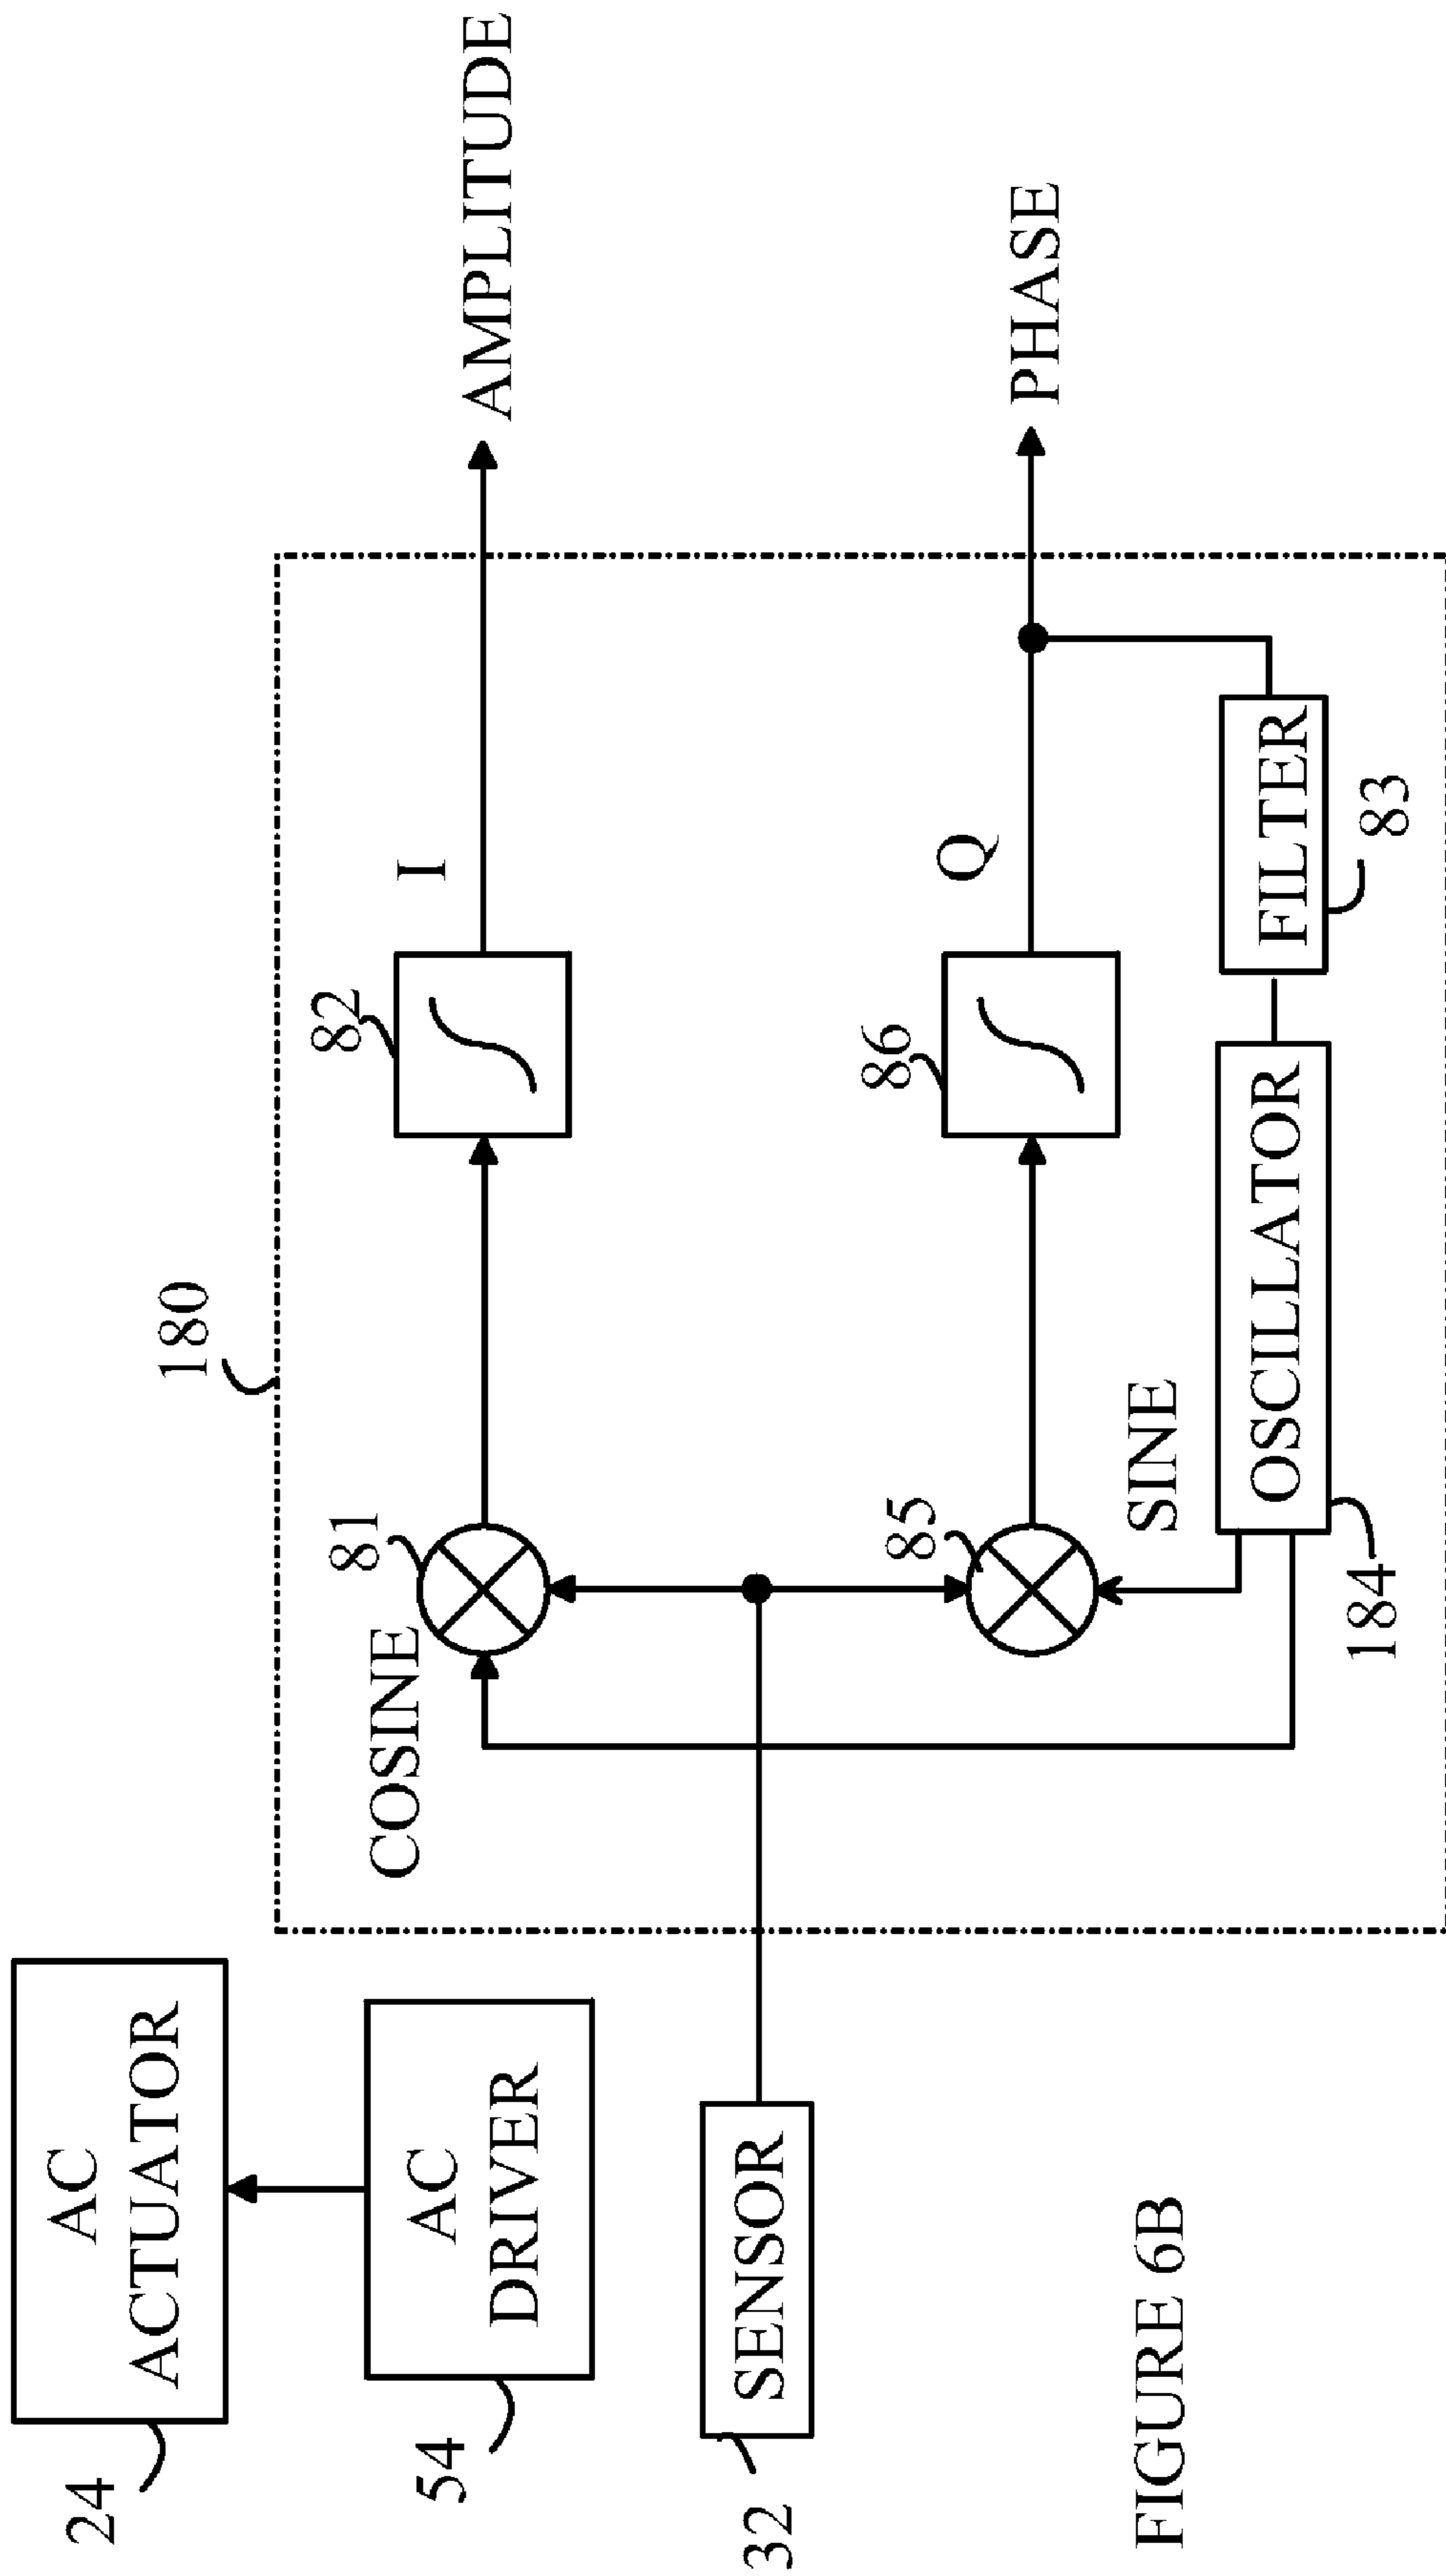 24
AC
ACTUATOR
54
AC
DRIVER
32
SENSOR
180
COSINE
81
82
I
AMPLITUDE
85
86
Q
PHASE
SINE
184
OSCILLATOR
FILTER
83
FIGURE 6B